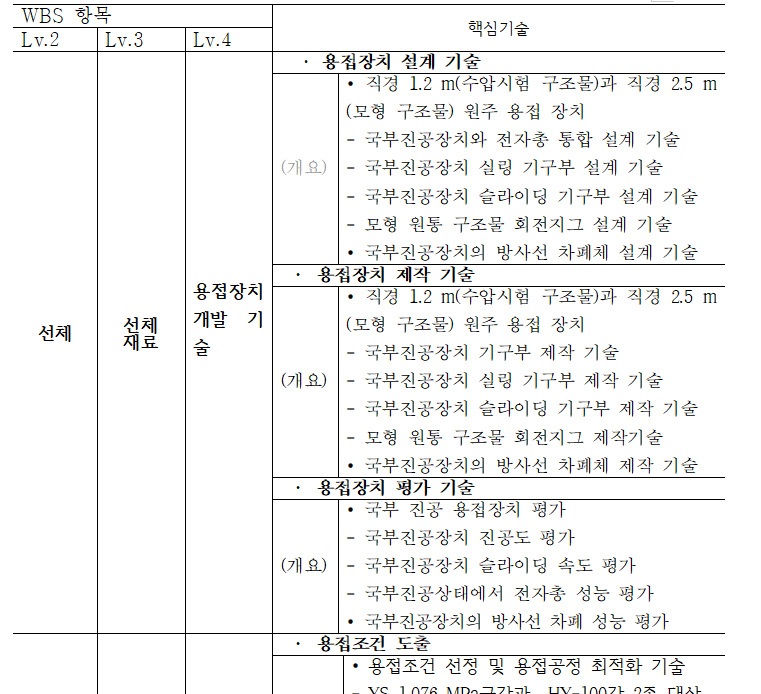 WBS 항목
핵심기술
Lv.2 Lv.3 Lv.4
· 용접장치 설계 기술
• 직경 1.2 m(수압시험 구조물)과 직경 2.5 m
(모형 구조물) 원주 용접 장치
- 국부진공장치와 전자총 통합 설계 기술
(개요) - 국부진공장치 실링 기구부 설계 기술
- 국부진공장치 슬라이딩 기구부 설계 기술
- 모형 원통 구조물 회전지그 설계 기술
• 국부진공장치의 방사선 차폐체 설계 기술
· 용접장치 제작 기술
선체
선체
재료
용접장치
개발 기
술
• 직경 1.2 m(수압시험 구조물)과 직경 2.5 m
(모형 구조물) 원주 용접 장치
- 국부진공장치 기구부 제작 기술
(개요) - 국부진공장치 실링 기구부 제작 기술
- 국부진공장치 슬라이딩 기구부 제작 기술
- 모형 원통 구조물 회전지그 제작기술
• 국부진공장치의 방사선 차폐체 제작 기술
· 용접장치 평가 기술
• 국부 진공 용접장치 평가
- 국부진공장치 진공도 평가
(개요) - 국부진공장치 슬라이딩 속도 평가
- 국부진공상태에서 전자총 성능 평가
• 국부진공장치의 방사선 차폐 성능 평가
· 용접조건 도출
• 용접조건 선정 및 용접공정 최적화 기술
- YS 1,076 MPa급강과 HY-100강 2종 대상